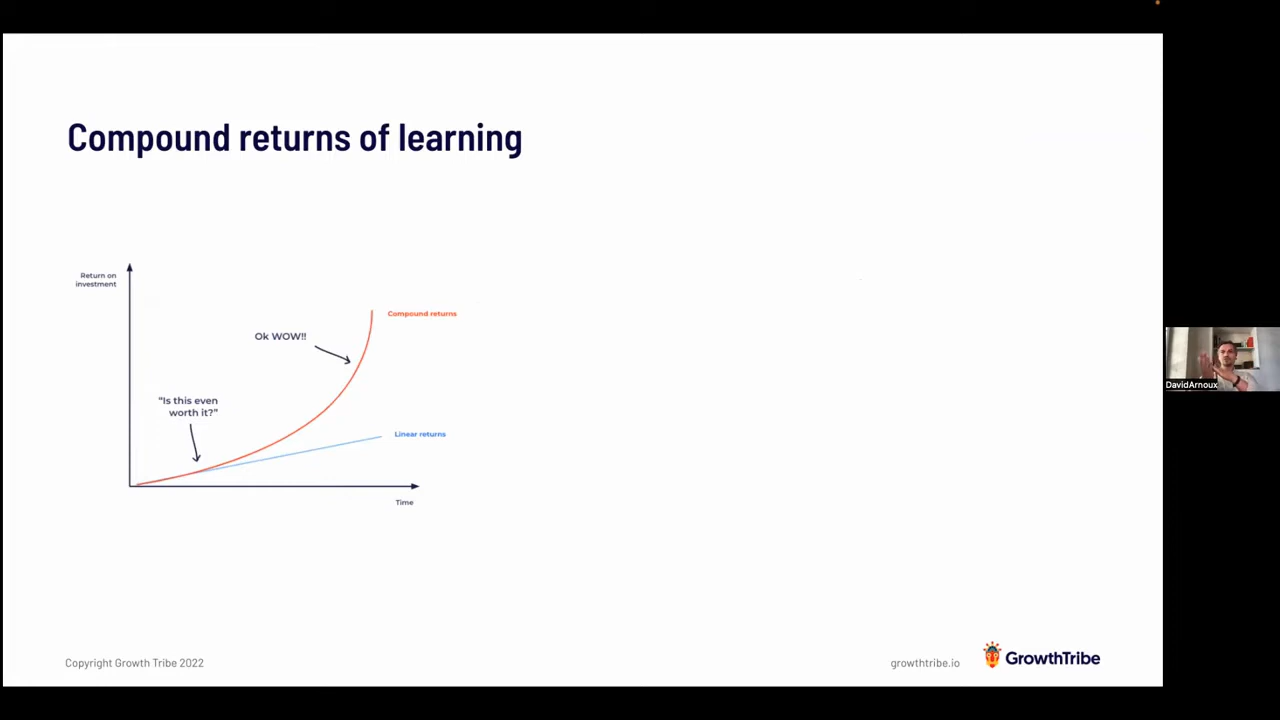 Compound returns of learning
Return on
investment
Compound returns
Ok WOW!!
"Is this even
worth it?"
Linear returns
Time
DavidArnoux
Copyright Growth Tribe 2022
growthtribe.io
GrowthTribe